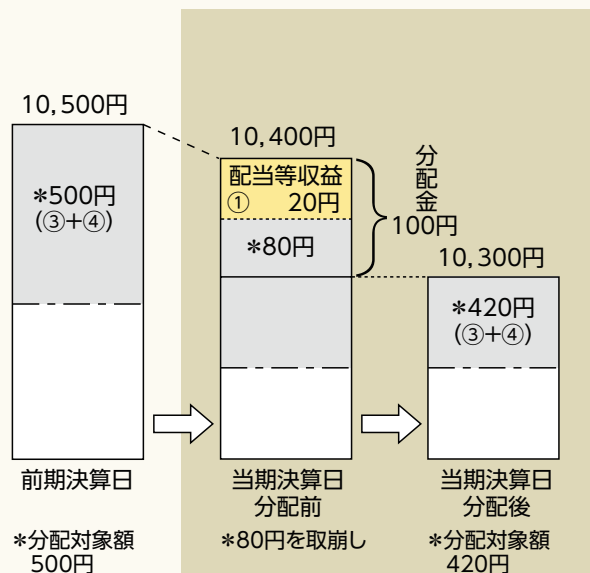 10,500円
＊500円
(③+④)
前期決算日
＊分配対象額
500円
10,400円
配当等収益
① 20円
＊80円
分配金
100円
当期決算日
分配前
＊80円を取崩し
10,300円
＊420円
(③+④)
当期決算日
分配後
＊分配対象額
420円